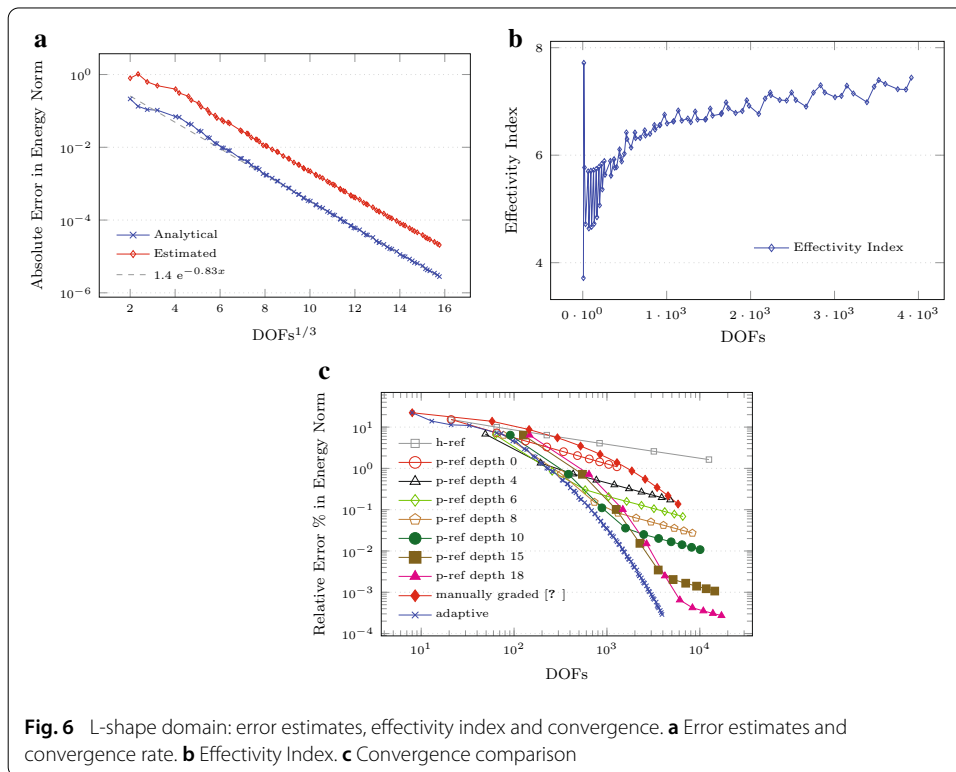 a
Absolute Error in Energy Norm
10^0
10^−2
10^−4
10^−6
Analytical
Estimated
1.4 e^−0.83x
2 4 6 8 10 12 14 16
DOFs^1/3
b
Effectivity Index
8
6
4
Effectivity Index
0 · 10^0 1 · 10^3 2 · 10^3 3 · 10^3 4 · 10^3
DOFs
c
Relative Error % in Energy Norm
10^1
10^0
10^−1
10^−2
10^−3
10^−4
h-ref
p-ref depth 0
p-ref depth 4
p-ref depth 6
p-ref depth 8
p-ref depth 10
p-ref depth 15
p-ref depth 18
manually graded [? ]
adaptive
10^1 10^2 10^3 10^4
DOFs
Fig. 6 L-shape domain: error estimates, effectivity index and convergence. a Error estimates and
convergence rate. b Effectivity Index. c Convergence comparison